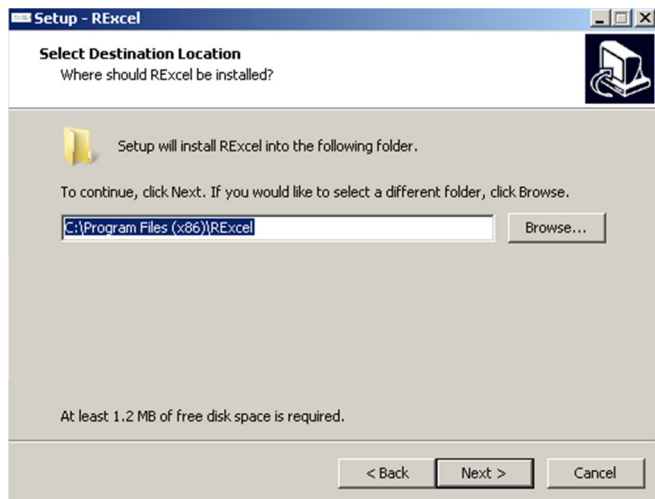 Setup - RExcel
Select Destination Location
Where should RExcel be installed?
Setup will install RExcel into the following folder.
To continue, click Next. If you would like to select a different folder, click Browse.
C:\Program Files (x86)\RExcel
Browse...
At least 1.2 MB of free disk space is required.
< Back
Next >
Cancel